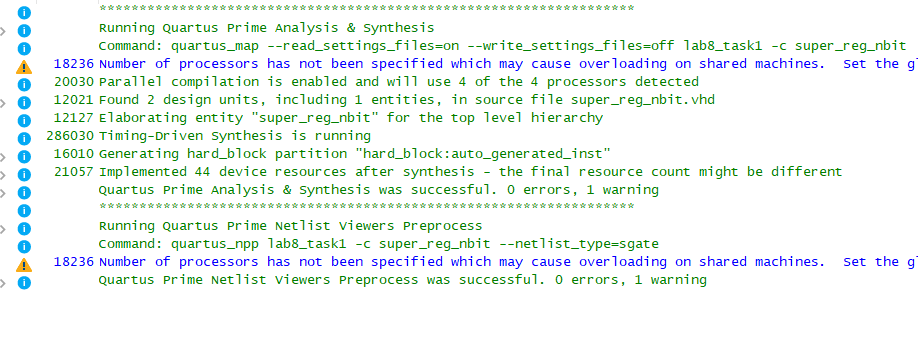 *******************************************************************
Running Quartus Prime Analysis & Synthesis
Command: quartus_map --read_settings_files=on --write_settings_files=off lab8_task1 -c super_reg_nbit
18236 Number of processors has not been specified which may cause overloading on shared machines.  Set the
20030 Parallel compilation is enabled and will use 4 of the 4 processors detected
12021 Found 2 design units, including 1 entities, in source file super_reg_nbit.vhd
12127 Elaborating entity "super_reg_nbit" for the top level hierarchy
286030 Timing-Driven Synthesis is running
16010 Generating hard_block partition "hard_block:auto_generated_inst"
21057 Implemented 44 device resources after synthesis - the final resource count might be different
Quartus Prime Analysis & Synthesis was successful. 0 errors, 1 warning
*******************************************************************
Running Quartus Prime Netlist Viewers Preprocess
Command: quartus_npp lab8_task1 -c super_reg_nbit --netlist_type=sgate
18236 Number of processors has not been specified which may cause overloading on shared machines.  Set the
Quartus Prime Netlist Viewers Preprocess was successful. 0 errors, 1 warning